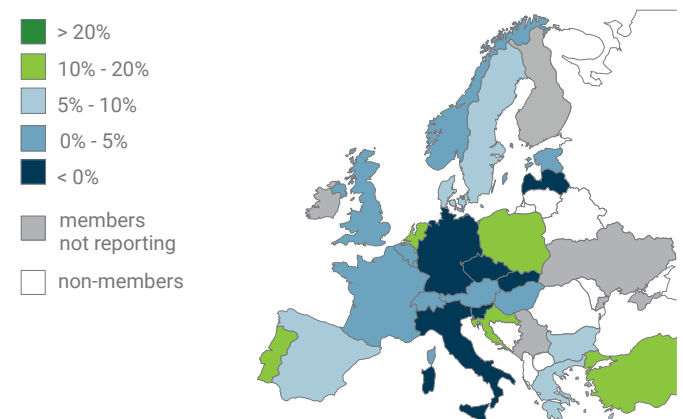 > 20%
10% - 20%
5% - 10%
0% - 5%
< 0%
members
not reporting
non-members